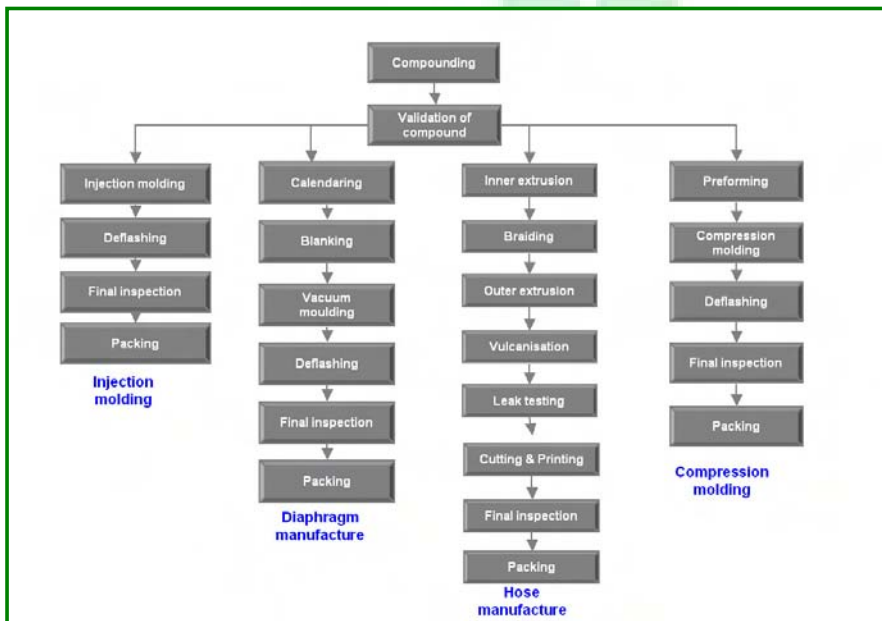 Compounding
Validation of
compound
Injection molding
Deflashing
Final inspection
Packing
Injection
molding
Calendaring
Blanking
Vacuum
moulding
Deflashing
Final inspection
Packing
Diaphragm
manufacture
Inner extrusion
Braiding
Outer extrusion
Vulcanisation
Leak testing
Cutting & Printing
Final inspection
Packing
Hose
manufacture
Preforming
Compression
molding
Deflashing
Final inspection
Packing
Compression
molding